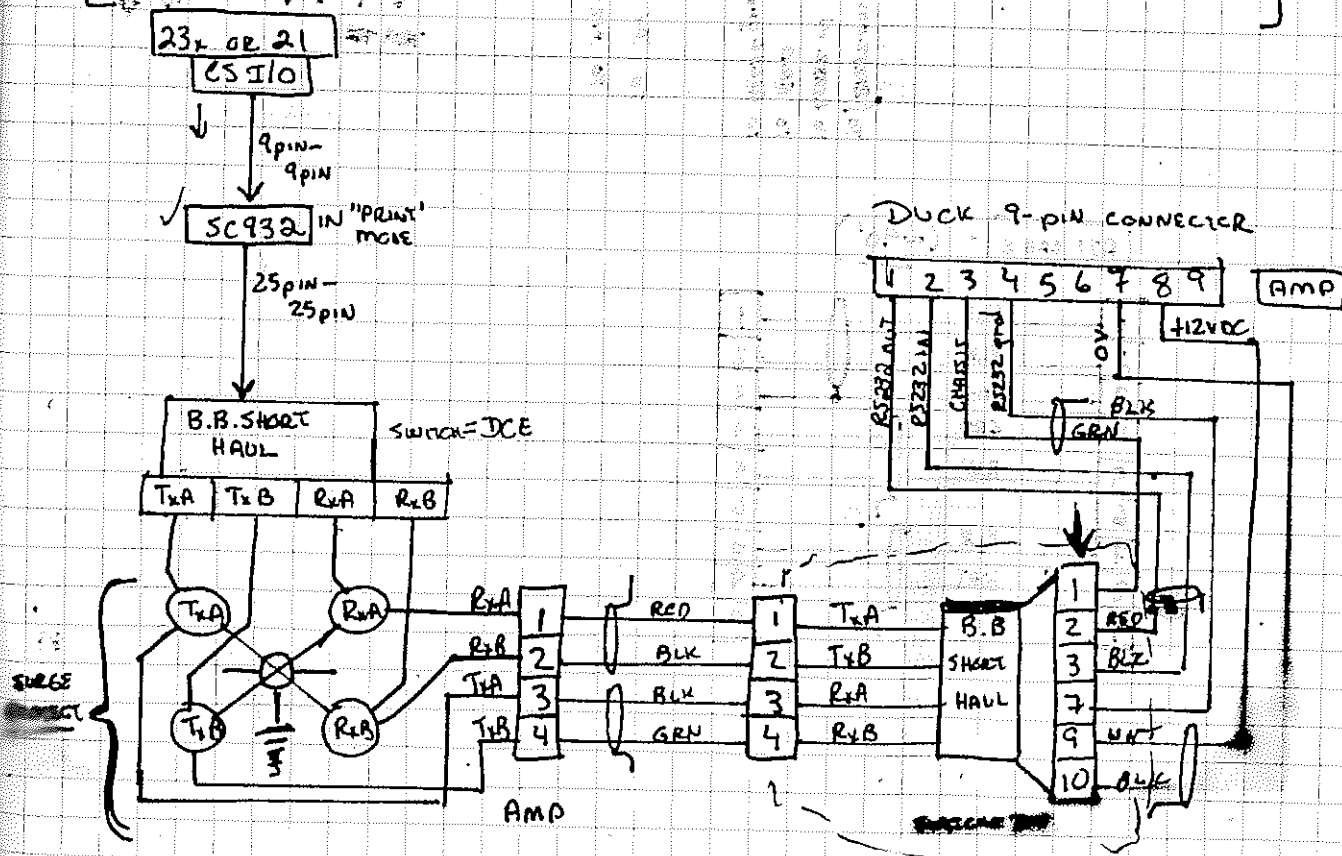 23x OR 21
CS I/O
9pin-
9pin
SC932
IN "PRINT"
MODE
25pin-
25pin
B.B. SHORT
HAUL
SWITCH=DCE
TxA TxB RxA RxB
TxA
RxA
TxB
RxB
SURGE
RxA
RxB
TxA
TxB
1
2
3
4
AMP
RED
BLK
BLK
GRN
1
2
3
4
TxA
TxB
RxA
RxB
B.B
SHORT
HAUL
1
2
3
7
9
10
RED
BLK
BLK
DUCK 9-pin CONNECTER
1 2 3 4 5 6 7 8 9
AMP
RS232 OUT
RS232 IN
CHASSIS
RS232 grd
0V
+12VDC
BLK
GRN